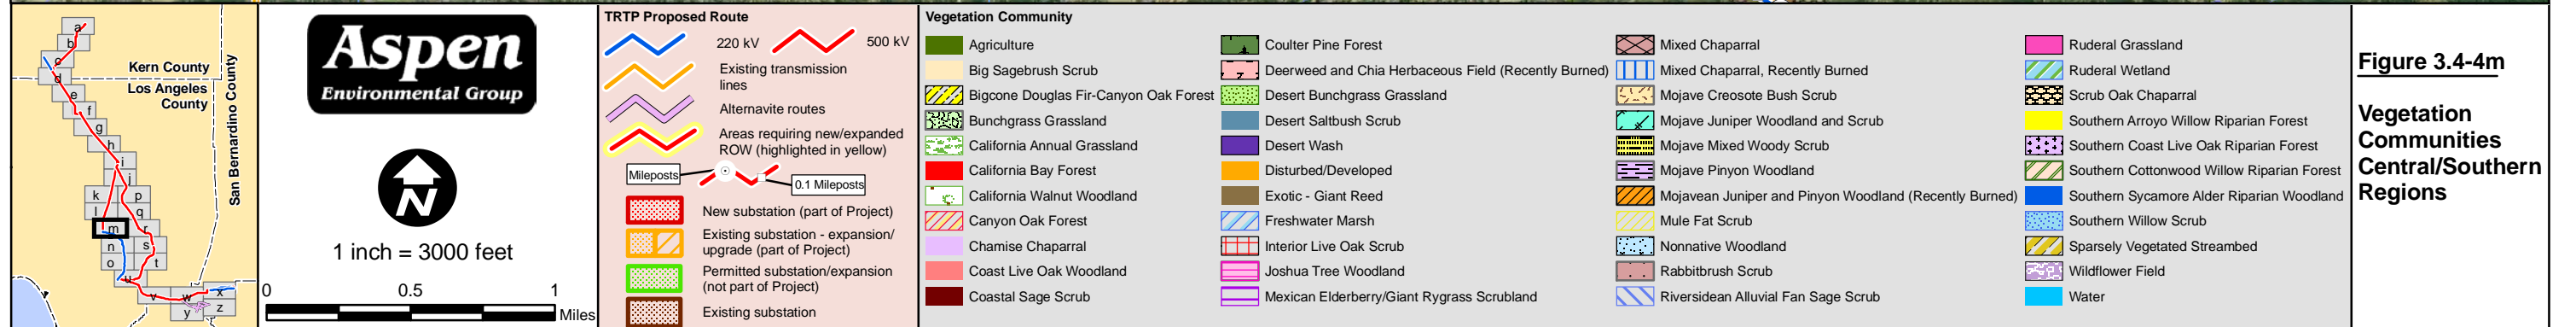 a
b
c
d
e
f
g
h
i
j
k
p
l
q
m
r
n
s
o
t
u
v
w
x
y
z
Kern County
Los Angeles
County
San Bernardino County
Aspen
Environmental Group
N
1 inch = 3000 feet
0 0.5 1
Miles
TRTP Proposed Route
220 kV 500 kV
Existing transmission
lines
Alternavite routes
Areas requiring new/expanded
ROW (highlighted in yellow)
Mileposts
0.1 Mileposts
New substation (part of Project)
Existing substation - expansion/
upgrade (part of Project)
Permitted substation/expansion
(not part of Project)
Existing substation
Vegetation Community
Agriculture
Big Sagebrush Scrub
Bigcone Douglas Fir-Canyon Oak Forest
Bunchgrass Grassland
California Annual Grassland
California Bay Forest
California Walnut Woodland
Canyon Oak Forest
Chamise Chaparral
Coast Live Oak Woodland
Coastal Sage Scrub
Coulter Pine Forest
Deerweed and Chia Herbaceous Field (Recently Burned)
Desert Bunchgrass Grassland
Desert Saltbush Scrub
Desert Wash
Disturbed/Developed
Exotic - Giant Reed
Freshwater Marsh
Interior Live Oak Scrub
Joshua Tree Woodland
Mexican Elderberry/Giant Rygrass Scrubland
Mixed Chaparral
Mixed Chaparral, Recently Burned
Mojave Creosote Bush Scrub
Mojave Juniper Woodland and Scrub
Mojave Mixed Woody Scrub
Mojave Pinyon Woodland
Mojavean Juniper and Pinyon Woodland (Recently Burned)
Mule Fat Scrub
Nonnative Woodland
Rabbitbrush Scrub
Riversidean Alluvial Fan Sage Scrub
Ruderal Grassland
Ruderal Wetland
Scrub Oak Chaparral
Southern Arroyo Willow Riparian Forest
Southern Coast Live Oak Riparian Forest
Southern Cottonwood Willow Riparian Forest
Southern Sycamore Alder Riparian Woodland
Southern Willow Scrub
Sparsely Vegetated Streambed
Wildflower Field
Water
Figure 3.4-4m
Vegetation
Communities
Central/Southern
Regions